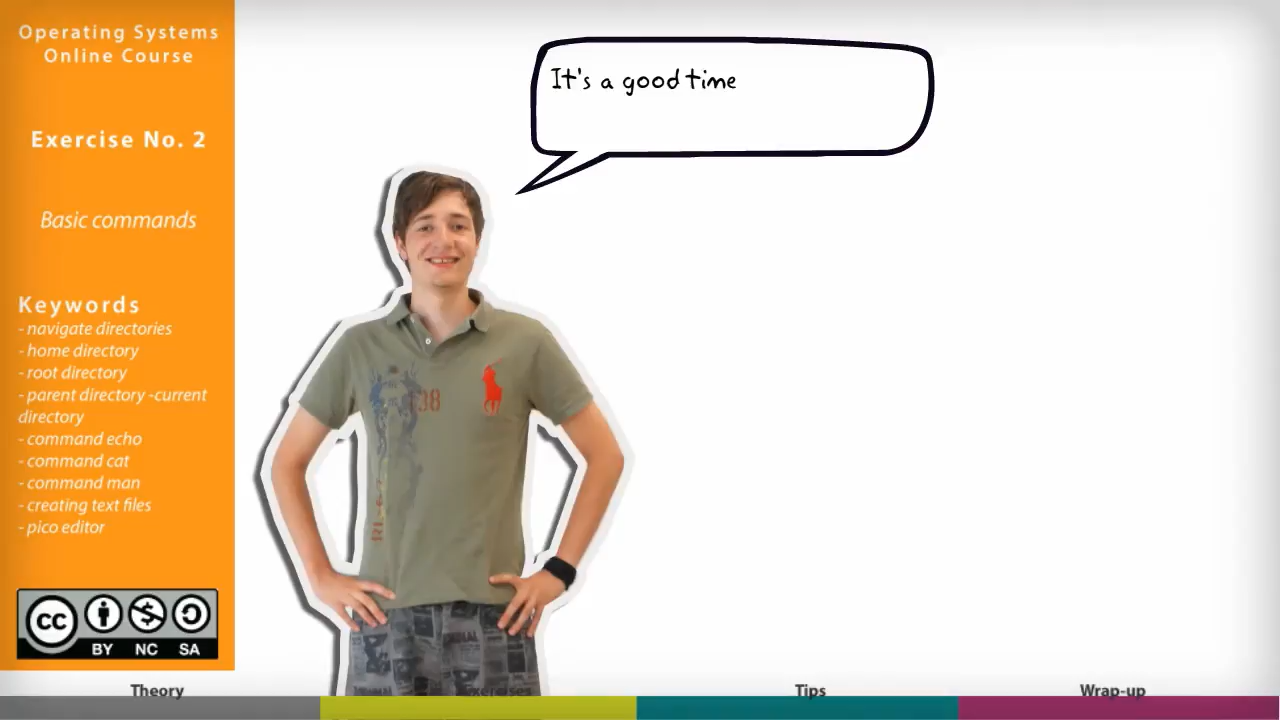 Operating Systems
Online Course
Exercise No. 2
Basic commands
Keywords
- navigate directories
- home directory
- root directory
- parent directory -current
directory
- command echo
- command cat
- command man
- creating text files
- pico editor
It's a good time
38
CC
BY NC SA
Theory
Tips
Wrap-up